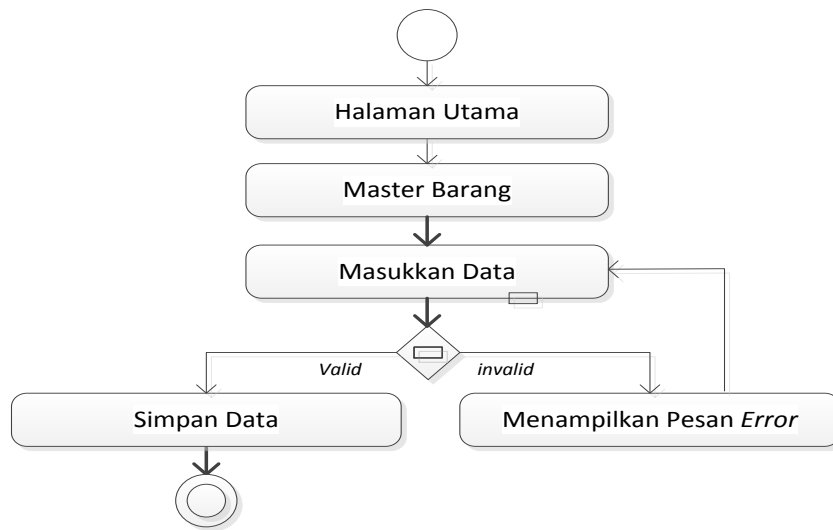 Halaman Utama
Master Barang
Masukkan Data
Valid
invalid
Simpan Data
Menampilkan Pesan Error